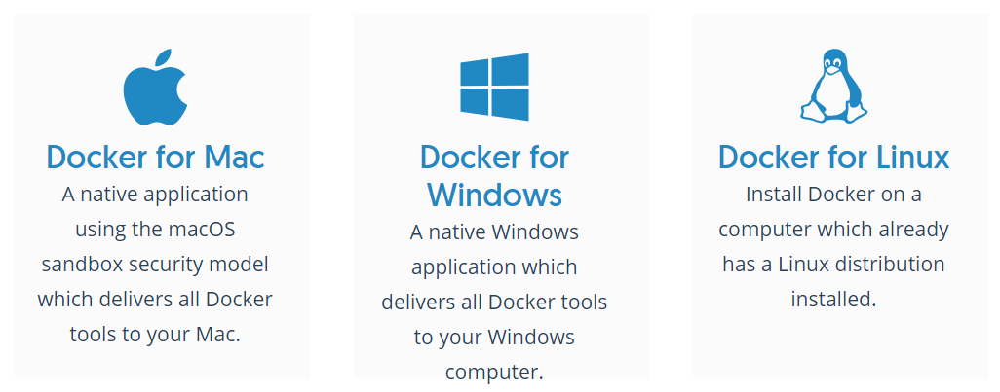 Docker for Mac
A native application
using the macOS
sandbox security model
which delivers all Docker
tools to your Mac.
Docker for
Windows
A native Windows
application which
delivers all Docker tools
to your Windows
computer.
Docker for Linux
Install Docker on a
computer which already
has a Linux distribution
installed.